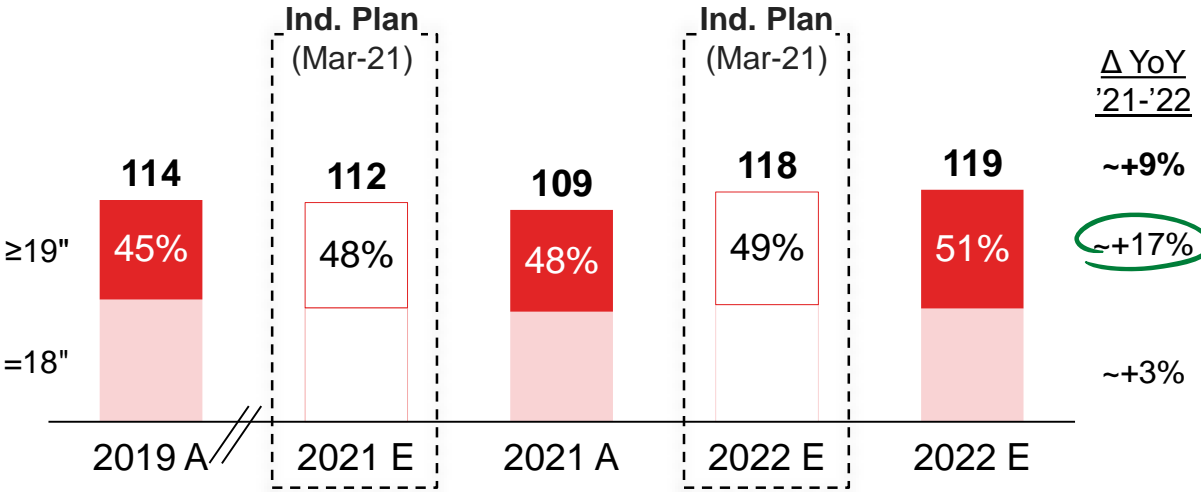 Ind. Plan
(Mar-21)
Ind. Plan
(Mar-21)
Δ YoY
'21-'22
114
112
109
118
119
~+9%
≥19"
45%
48%
48%
49%
51%
~+17%
=18"
~+3%
2019 A
2021 E
2021 A
2022 E
2022 E